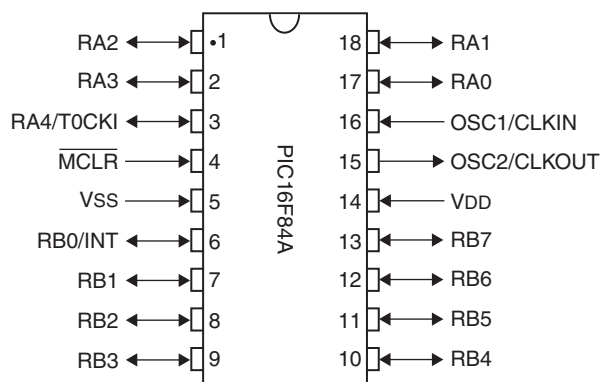 RA2 •1 18 RA1
RA3 2 17 RA0
RA4/T0CKI 3 16 OSC1/CLKIN
MCLR 4 15 OSC2/CLKOUT
VSS 5 14 VDD
RB0/INT 6 13 RB7
RB1 7 12 RB6
RB2 8 11 RB5
RB3 9 10 RB4
PIC16F84A